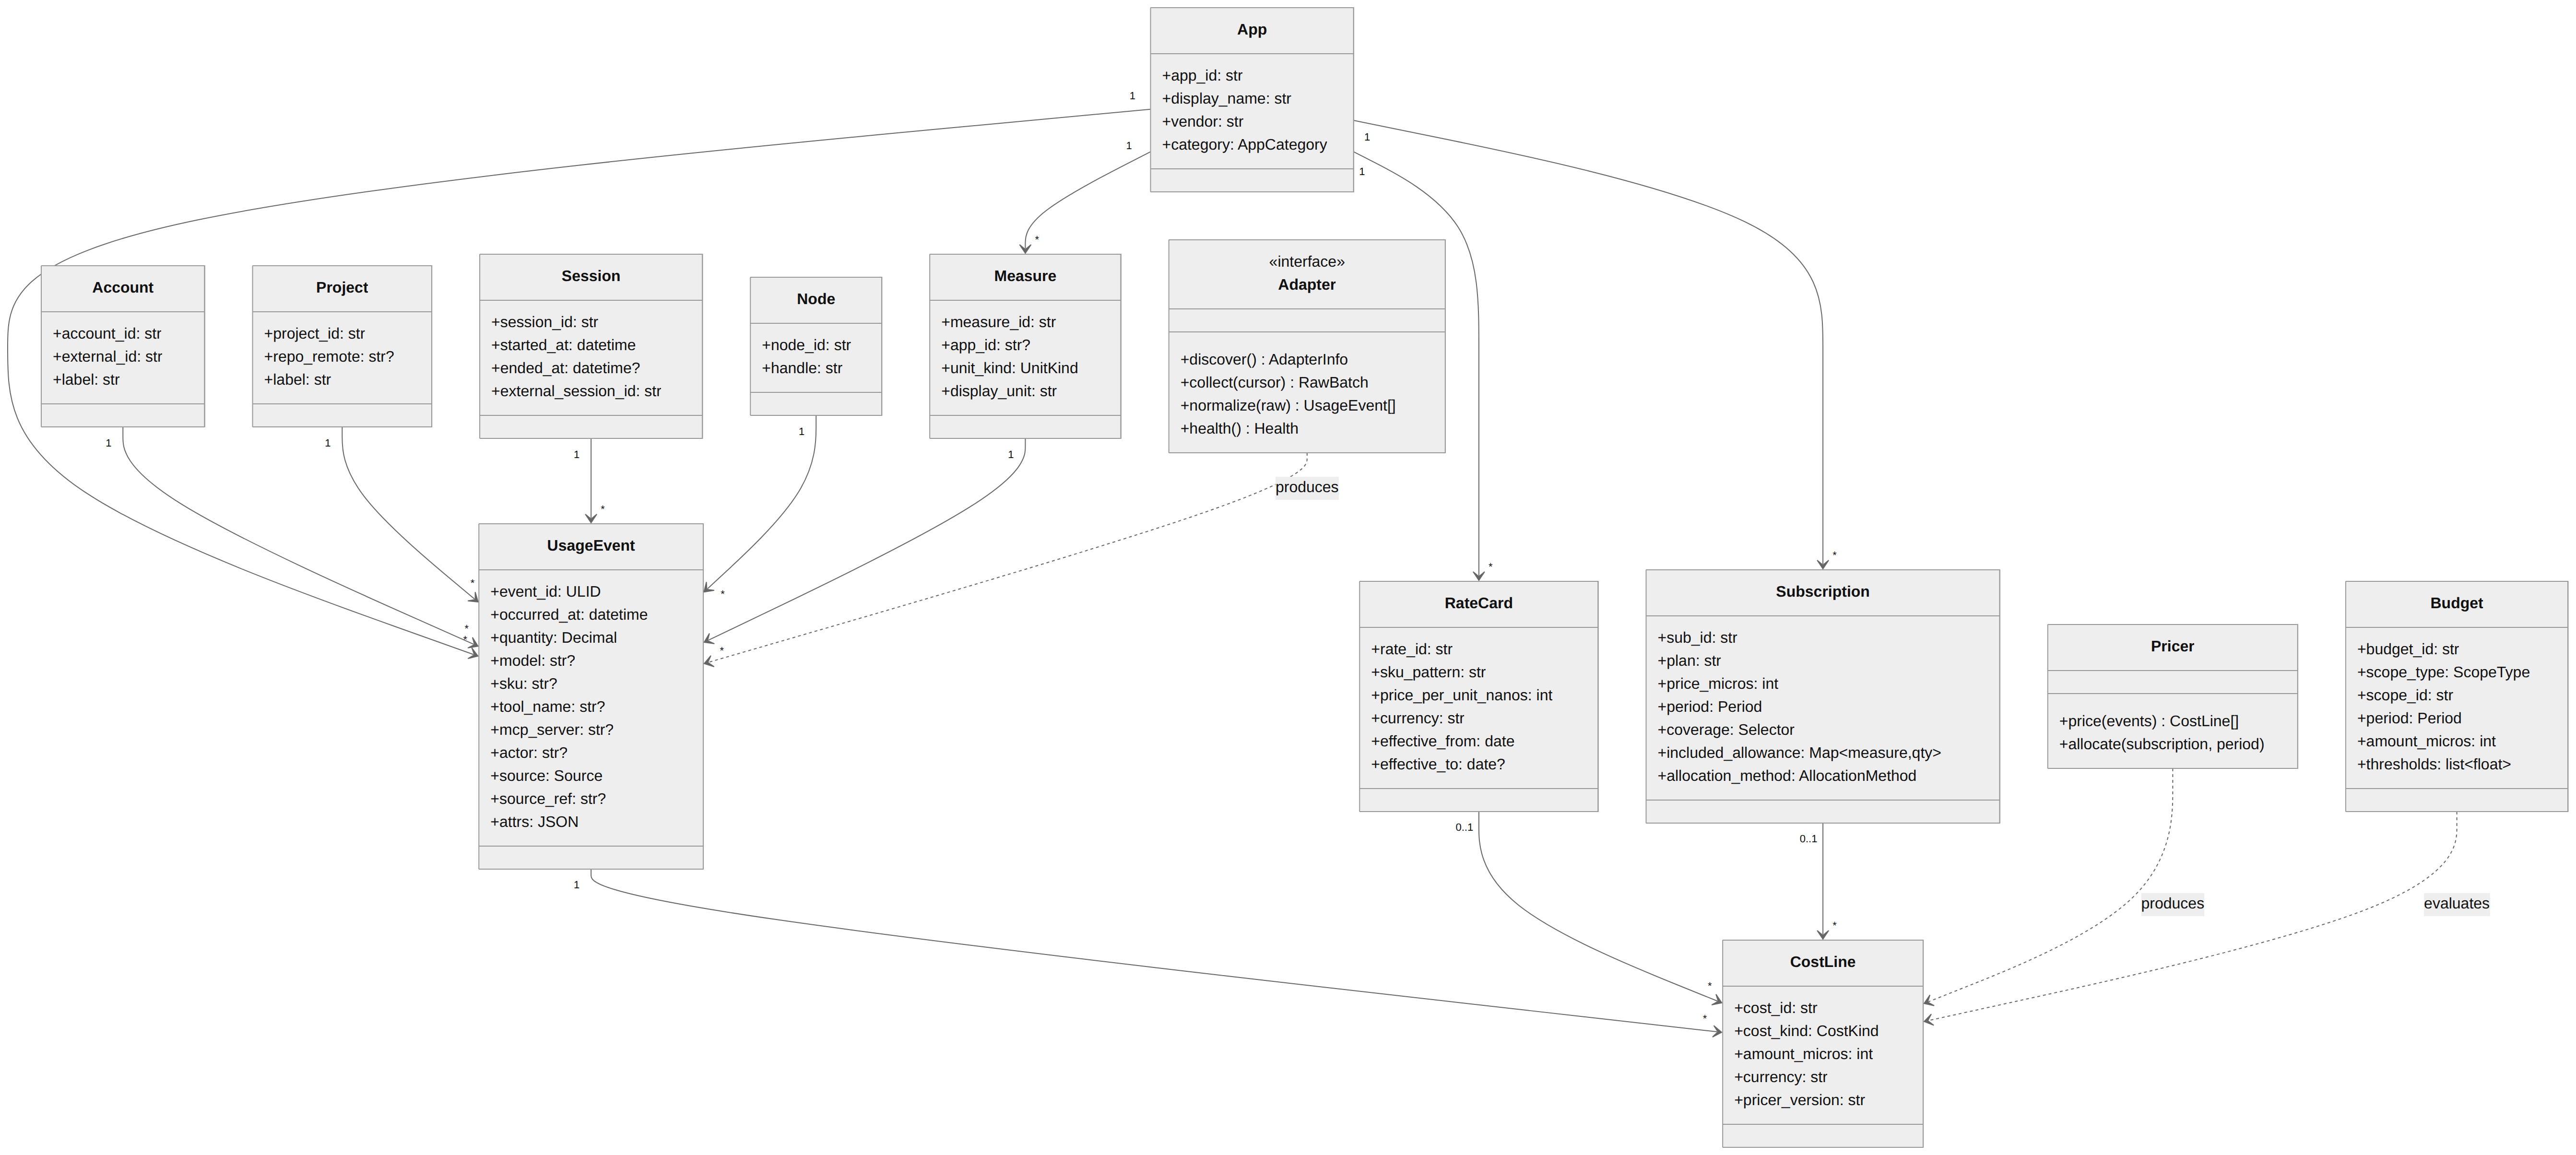 App
+app_id: str
+display_name: str
+vendor: str
+category: AppCategory
1
1
1
1
*
Account
+account_id: str
+external_id: str
+label: str
1
Project
+project_id: str
+repo_remote: str?
+label: str
1
Session
+session_id: str
+started_at: datetime
+ended_at: datetime?
+external_session_id: str
1
*
Node
+node_id: str
+handle: str
1
Measure
+measure_id: str
+app_id: str?
+unit_kind: UnitKind
+display_unit: str
1
«interface»
Adapter
+discover() : AdapterInfo
+collect(cursor) : RawBatch
+normalize(raw) : UsageEvent[]
+health() : Health
produces
UsageEvent
+event_id: ULID
+occurred_at: datetime
+quantity: Decimal
+model: str?
+sku: str?
+tool_name: str?
+mcp_server: str?
+actor: str?
+source: Source
+source_ref: str?
+attrs: JSON
*
*
*
*
*
1
*
RateCard
+rate_id: str
+sku_pattern: str
+price_per_unit_nanos: int
+currency: str
+effective_from: date
+effective_to: date?
0..1
*
Subscription
+sub_id: str
+plan: str
+price_micros: int
+period: Period
+coverage: Selector
+included_allowance: Map<measure,qty>
+allocation_method: AllocationMethod
0..1
Pricer
+price(events) : CostLine[]
+allocate(subscription, period)
produces
Budget
+budget_id: str
+scope_type: ScopeType
+scope_id: str
+period: Period
+amount_micros: int
+thresholds: list<float>
evaluates
*
*
*
CostLine
+cost_id: str
+cost_kind: CostKind
+amount_micros: int
+currency: str
+pricer_version: str